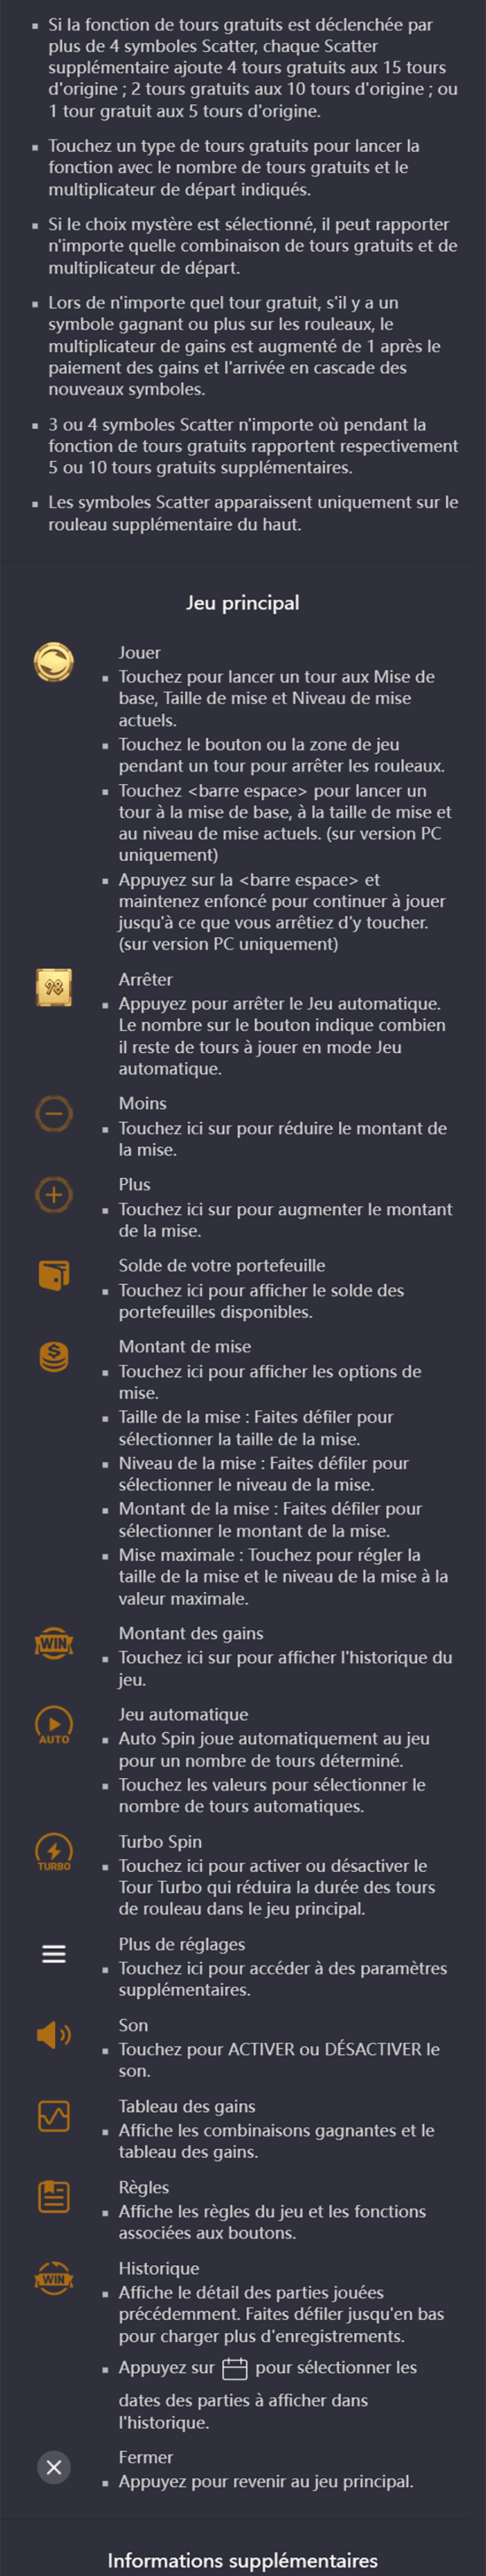 ▪ Si la fonction de tours gratuits est déclenchée par
plus de 4 symboles Scatter, chaque Scatter
supplémentaire ajoute 4 tours gratuits aux 15 tours
d'origine ; 2 tours gratuits aux 10 tours d'origine ; ou
1 tour gratuit aux 5 tours d'origine.
▪ Touchez un type de tours gratuits pour lancer la
fonction avec le nombre de tours gratuits et le
multiplicateur de départ indiqués.
▪ Si le choix mystère est sélectionné, il peut rapporter
n'importe quelle combinaison de tours gratuits et de
multiplicateur de départ.
▪ Lors de n'importe quel tour gratuit, s'il y a un
symbole gagnant ou plus sur les rouleaux, le
multiplicateur de gains est augmenté de 1 après le
paiement des gains et l'arrivée en cascade des
nouveaux symboles.
▪ 3 ou 4 symboles Scatter n'importe où pendant la
fonction de tours gratuits rapportent respectivement
5 ou 10 tours gratuits supplémentaires.
▪ Les symboles Scatter apparaissent uniquement sur le
rouleau supplémentaire du haut.
Jeu principal
Jouer
▪ Touchez pour lancer un tour aux Mise de
base, Taille de mise et Niveau de mise
actuels.
▪ Touchez le bouton ou la zone de jeu
pendant un tour pour arrêter les rouleaux.
▪ Touchez <barre espace> pour lancer un
tour à la mise de base, à la taille de mise et
au niveau de mise actuels. (sur version PC
uniquement)
▪ Appuyez sur la <barre espace> et
maintenez enfoncé pour continuer à jouer
jusqu'à ce que vous arrêtiez d'y toucher.
(sur version PC uniquement)
98
Arrêter
▪ Appuyez pour arrêter le Jeu automatique.
Le nombre sur le bouton indique combien
il reste de tours à jouer en mode Jeu
automatique.
Moins
▪ Touchez ici sur pour réduire le montant de
la mise.
Plus
▪ Touchez ici sur pour augmenter le montant
de la mise.
Solde de votre portefeuille
▪ Touchez ici pour afficher le solde des
portefeuilles disponibles.
$
Montant de mise
▪ Touchez ici pour afficher les options de
mise.
▪ Taille de la mise : Faites défiler pour
sélectionner la taille de la mise.
▪ Niveau de la mise : Faites défiler pour
sélectionner le niveau de la mise.
▪ Montant de la mise : Faites défiler pour
sélectionner le montant de la mise.
▪ Mise maximale : Touchez pour régler la
taille de la mise et le niveau de la mise à la
valeur maximale.
WIN
Montant des gains
▪ Touchez ici sur pour afficher l'historique du
jeu.
AUTO
Jeu automatique
▪ Auto Spin joue automatiquement au jeu
pour un nombre de tours déterminé.
▪ Touchez les valeurs pour sélectionner le
nombre de tours automatiques.
TURBO
Turbo Spin
▪ Touchez ici pour activer ou désactiver le
Tour Turbo qui réduira la durée des tours
de rouleau dans le jeu principal.
Plus de réglages
▪ Touchez ici pour accéder à des paramètres
supplémentaires.
Son
▪ Touchez pour ACTIVER ou DÉSACTIVER le
son.
Tableau des gains
▪ Affiche les combinaisons gagnantes et le
tableau des gains.
Règles
▪ Affiche les règles du jeu et les fonctions
associées aux boutons.
WIN
Historique
▪ Affiche le détail des parties jouées
précédemment. Faites défiler jusqu'en bas
pour charger plus d'enregistrements.
▪ Appuyez sur pour sélectionner les
dates des parties à afficher dans
l'historique.
Fermer
▪ Appuyez pour revenir au jeu principal.
Informations supplémentaires